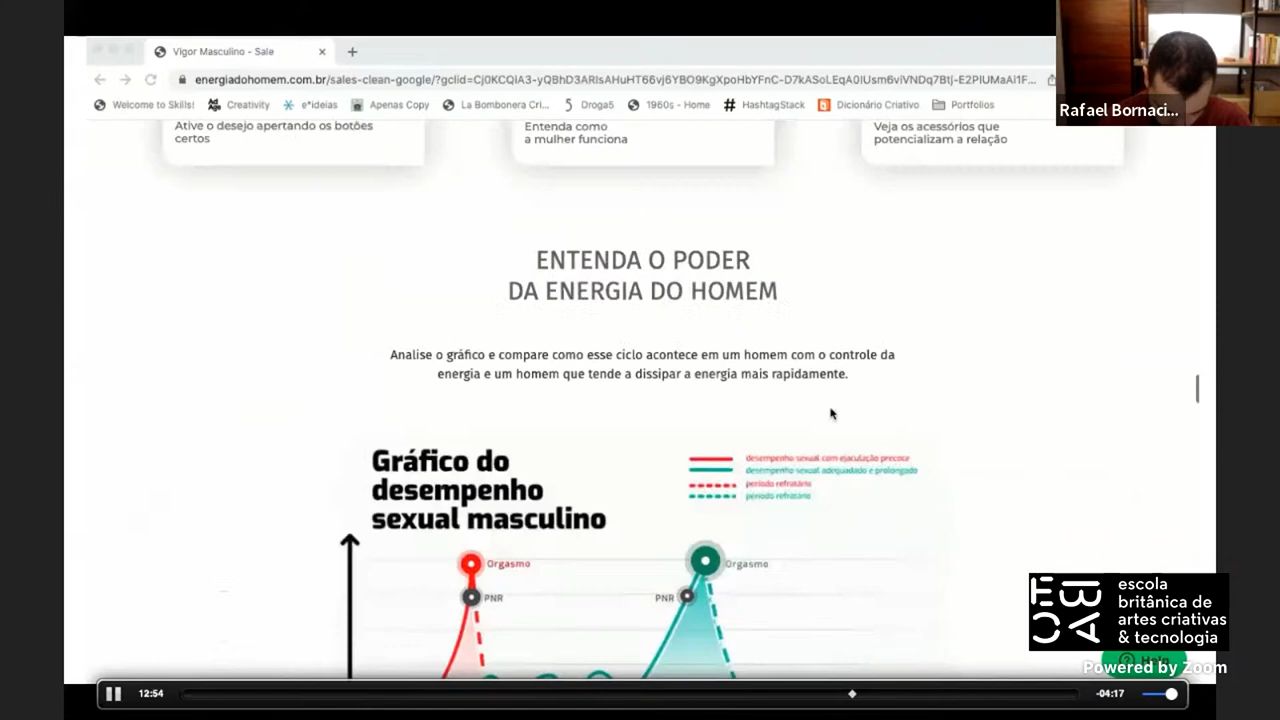 Vigor Masculino - Sale
energiadohomem.com.br/sales-clean-google/?gclid=Cj0KCQiA3-yQBhD3ARIsAHuHT66vj6YBO9KgXpoHbYFnC-D7kASoLEqA0IUsm6viVNDq7Btj-E2PlUMaAl1F...
Welcome to Skills!
Creativity
e*ideias
Apenas Copy
La Bombonera Cri...
Droga5
1960s - Home
HashtagStack
Dicionário Criativo
Portfolios
Rafael Bornaci...
Ative o desejo apertando os botões
certos
Entenda como
a mulher funciona
Veja os acessórios que
potencializam a relação
ENTENDA O PODER
DA ENERGIA DO HOMEM
Analise o gráfico e compare como esse ciclo acontece em um homem com o controle da
energia e um homem que tende a dissipar a energia mais rapidamente.
Gráfico do
desempenho
sexual masculino
desempenho sexual com ejaculação precoce
desempenho sexual adequadado e prolongado
período refratário
período refratário
Orgasmo
PNR
Orgasmo
PNR
EBAC
escola
britânica de
artes criativas
& tecnologia
Help
Powered by Zoom
12:54
-04:17